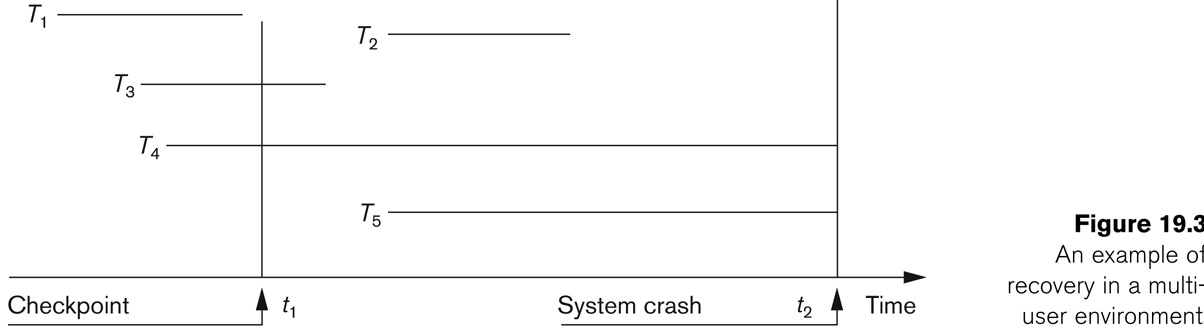 T1
T2
T3
T4
T5
Checkpoint t1 System crash t2 Time
Figure 19.3
An example of
recovery in a multi-
user environment